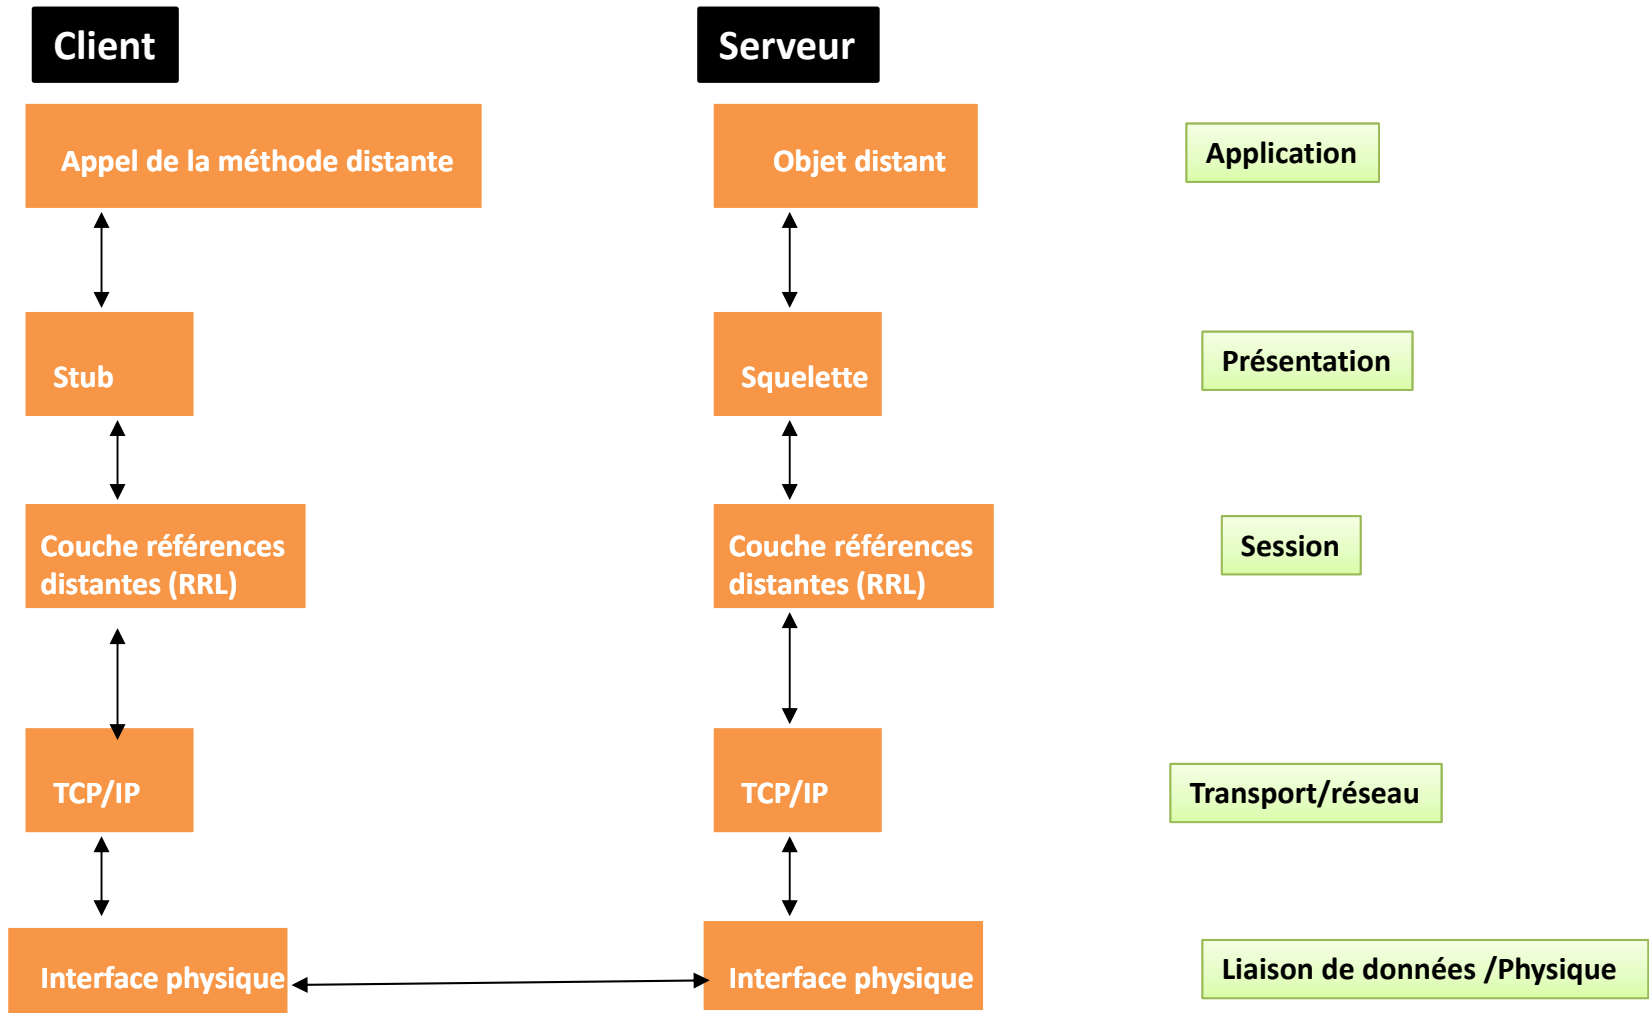 Client
Serveur
Appel de la méthode distante
Objet distant
Application
Stub
Squelette
Présentation
Couche références
distantes (RRL)
Couche références
distantes (RRL)
Session
TCP/IP
TCP/IP
Transport/réseau
Interface physique
Interface physique
Liaison de données /Physique